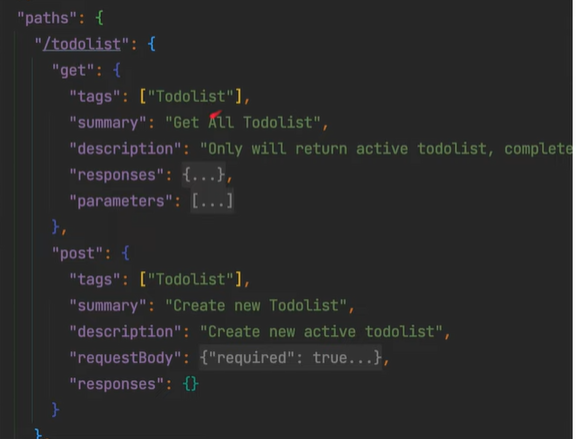 "paths": {
"/todolist": {
"get": {
"tags": ["Todolist"],
"summary": "Get All Todolist",
"description": "Only will return active todolist, complete
"responses": {...},
"parameters": [...]
},
"post": {
"tags": ["Todolist"],
"summary": "Create new Todolist",
"description": "Create new active todolist",
"requestBody": {"required": true...},
"responses": {}
}
},